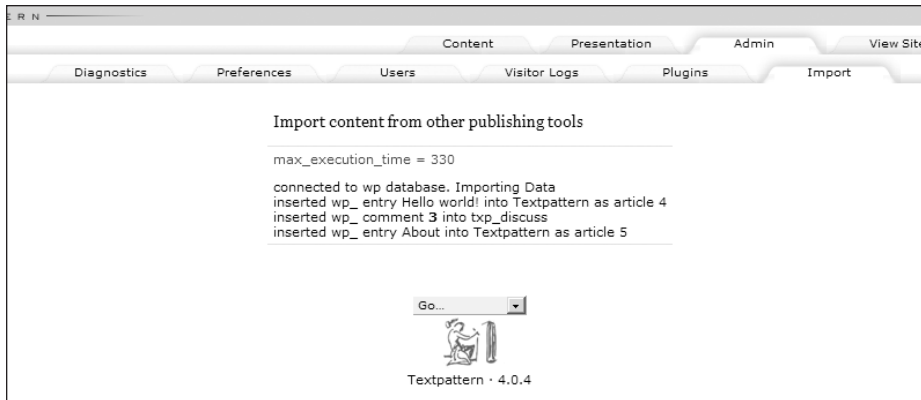 ERN
Content Presentation Admin View Site
Diagnostics Preferences Users Visitor Logs Plugins Import
Import content from other publishing tools
max_execution_time = 330
connected to wp database. Importing Data
inserted wp_ entry Hello world! into Textpattern as article 4
inserted wp_ comment 3 into txp_discuss
inserted wp_ entry About into Textpattern as article 5
Go...
Textpattern · 4.0.4